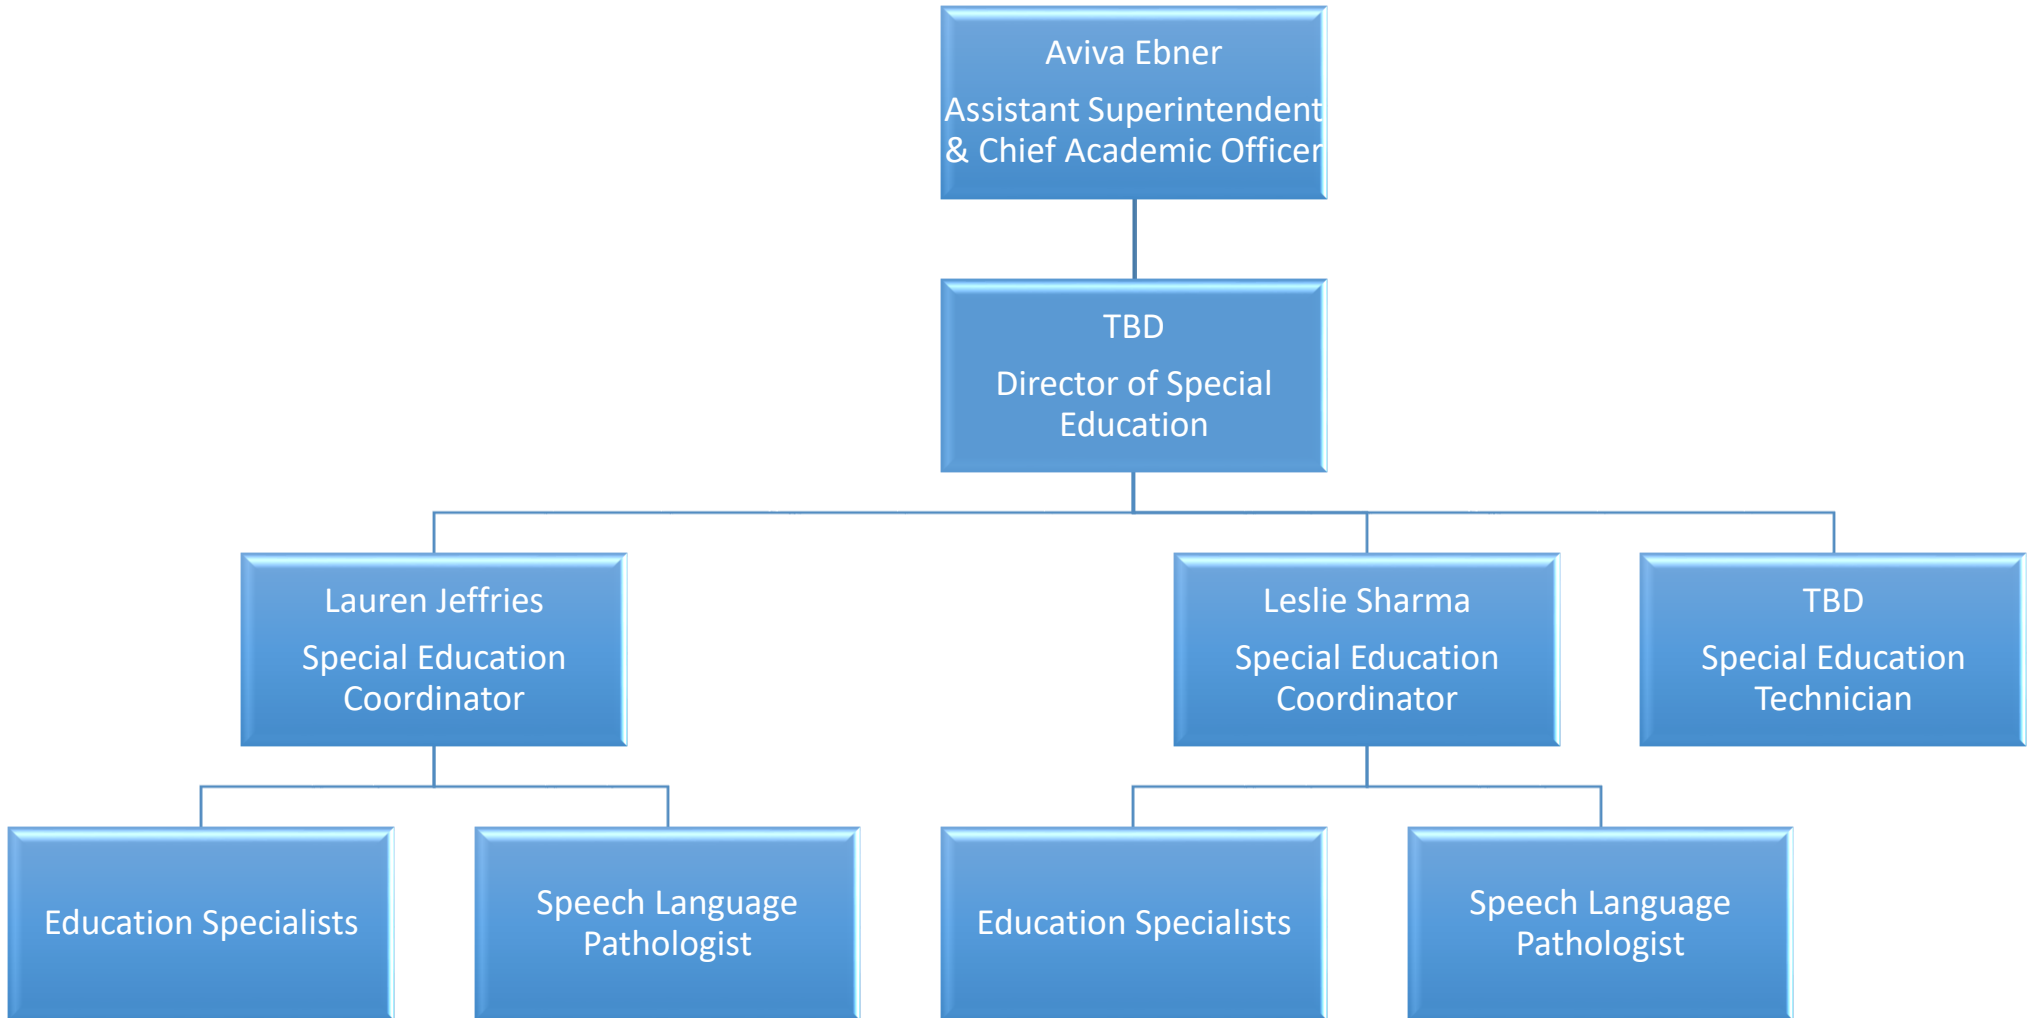 Aviva Ebner
Assistant Superintendent
& Chief Academic Officer
TBD
Director of Special
Education
Lauren Jeffries
Special Education
Coordinator
Leslie Sharma
Special Education
Coordinator
TBD
Special Education
Technician
Education Specialists
Speech Language
Pathologist
Education Specialists
Speech Language
Pathologist